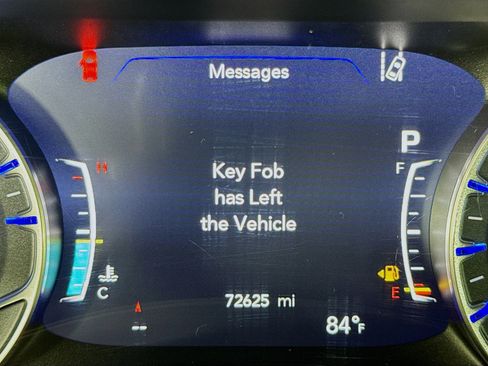 Messages
P
H
F
Key Fob
has Left
the Vehicle
C
E
72625 mi
--
84°F